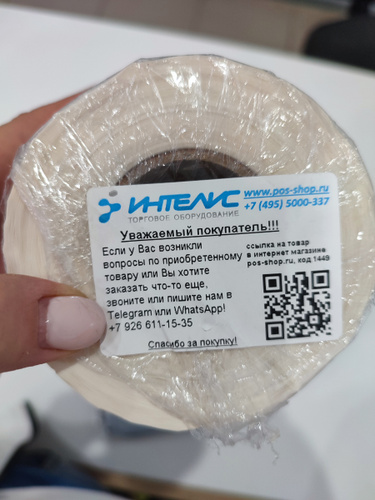 ИНТЕЛИС
ТОРГОВОЕ ОБОРУДОВАНИЕ
www.pos-shop.ru
+7 (495) 5000-337
Уважаемый покупатель!!!
Если у Вас возникли
вопросы по приобретенному
товару или Вы хотите
заказать что-то еще,
звоните или пишите нам в
Telegram или WhatsApp!
+7 926 611-15-35
ссылка на товар
в интернет магазине
pos-shop.ru, код 1449
Спасибо за покупку!